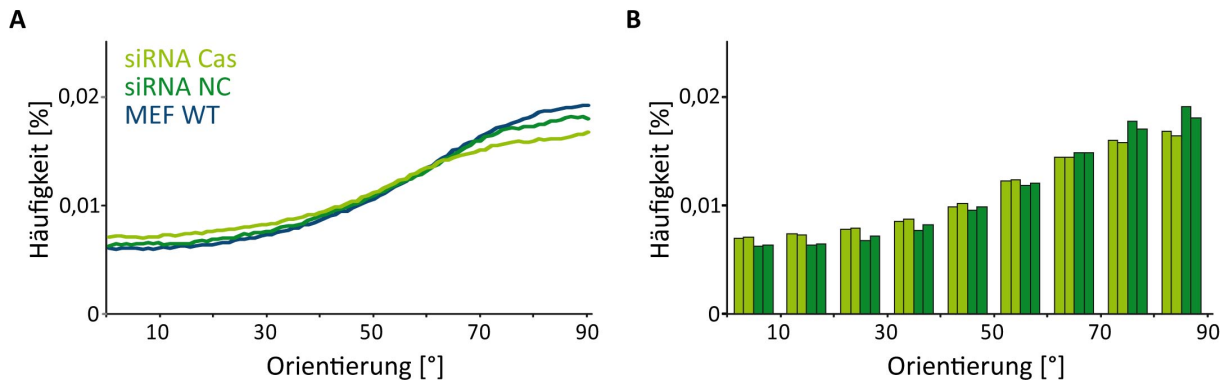 A
siRNA Cas
siRNA NC
MEF WT
Häufigkeit [%]
0,02
0,01
0
10 30 50 70 90
Orientierung [°]
B
Häufigkeit [%]
0,02
0,01
0
10 30 50 70 90
Orientierung [°]